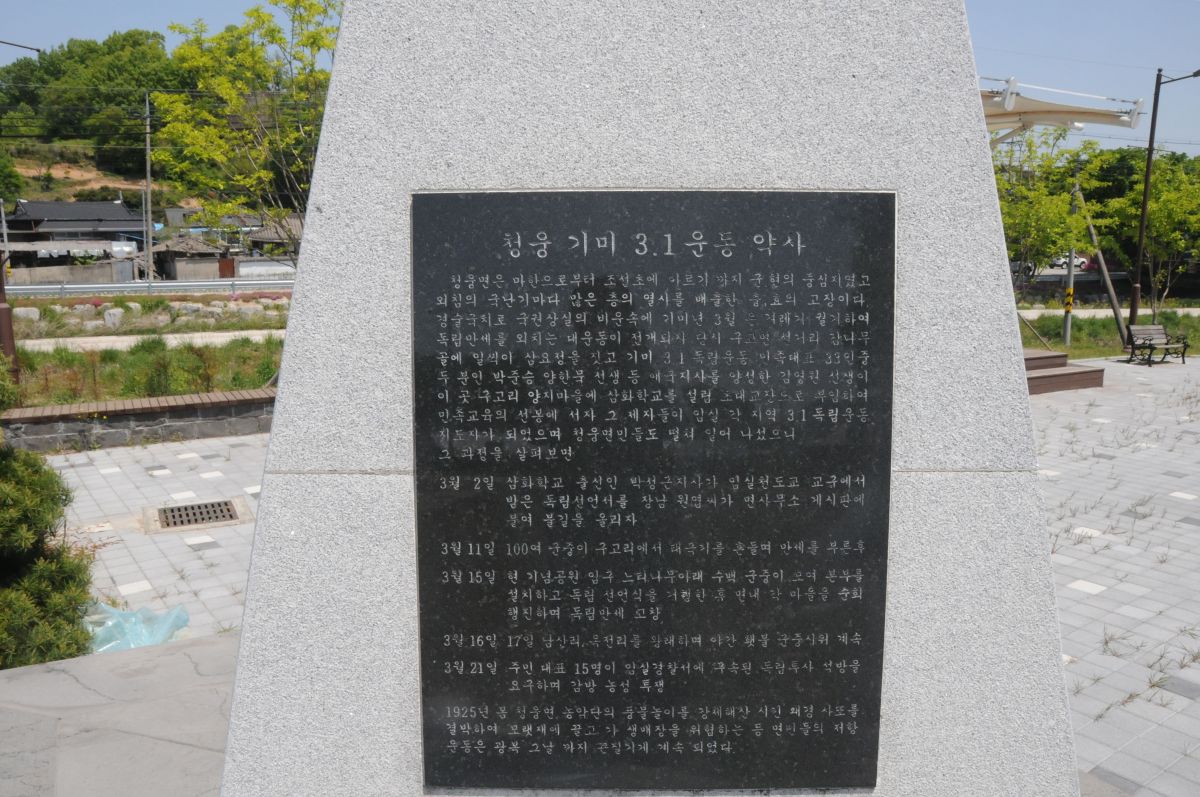 청웅 기미 3.1운동 약사
청웅면은 마한으로부터 조선초에 이르기 까지 군현의 중심지였고
외침의 국난기마다 많은 충의 열사를 배출한 충,효의 고장이다.
경술국치로 국권상실의 비운속에 기미년 3월 온 겨레가 궐기하여
독립만세를 외치는 대운동이 전개되자 당시 구고면 선거리 참나무
골에 일찍이 삼요정을 짓고 기미 3.1 독립운동 민족대표 33인중
두 분인 박준승 양한묵 선생 등 애국지사를 양성한 김영원 선생이
이 곳 구고리 양지마을에 삼화학교를 설립 초대교장으로 부임하여
민족교육의 선봉에 서자 그 제자들이 임실 각 지역 3.1 독립운동
지도자가 되었으며 청웅면민들도 떨쳐 일어 나섰으니
그 과정을 살펴보면
3월 2일 삼화학교 출신인 박성근지사가 임실천도교 교구에서
받은 독립선언서를 장남 원엽씨가 면사무소 게시판에
붙여 불길을 올리자
3월 11일 100여 군중이 구고리에서 태극기를 흔들며 만세를 부른후
3월 15일 현 기념공원 입구 느티나무아래 수백 군중이 모여 본부를
설치하고 독립 선언식을 거행한 후 면내 각 마을을 순회
행진하며 독립만세 고창
3월 16일 17일 남산리, 옥전리를 왕래하며 야간 횃불 군중시위 계속
3월 21일 주민 대표 15명이 임실경찰서에 구속된 독립투사 석방을
요구하며 감방 농성 투쟁
1925년 봄 청웅면 농악단의 풍물놀이를 강제해산 시킨 왜경 사또를
결박하여 모랫재에 끌고 가 생매장을 위협하는 등 면민들의 저항
운동은 광복 그날 까지 끈질기게 계속 되었다.